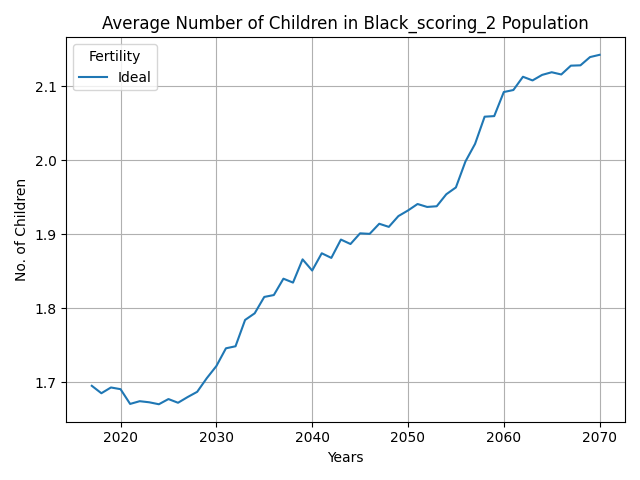 Average Number of Children in Black_scoring_2 Population
Fertility
Ideal
No. of Children
2.1
2.0
1.9
1.8
1.7
2020 2030 2040 2050 2060 2070
Years